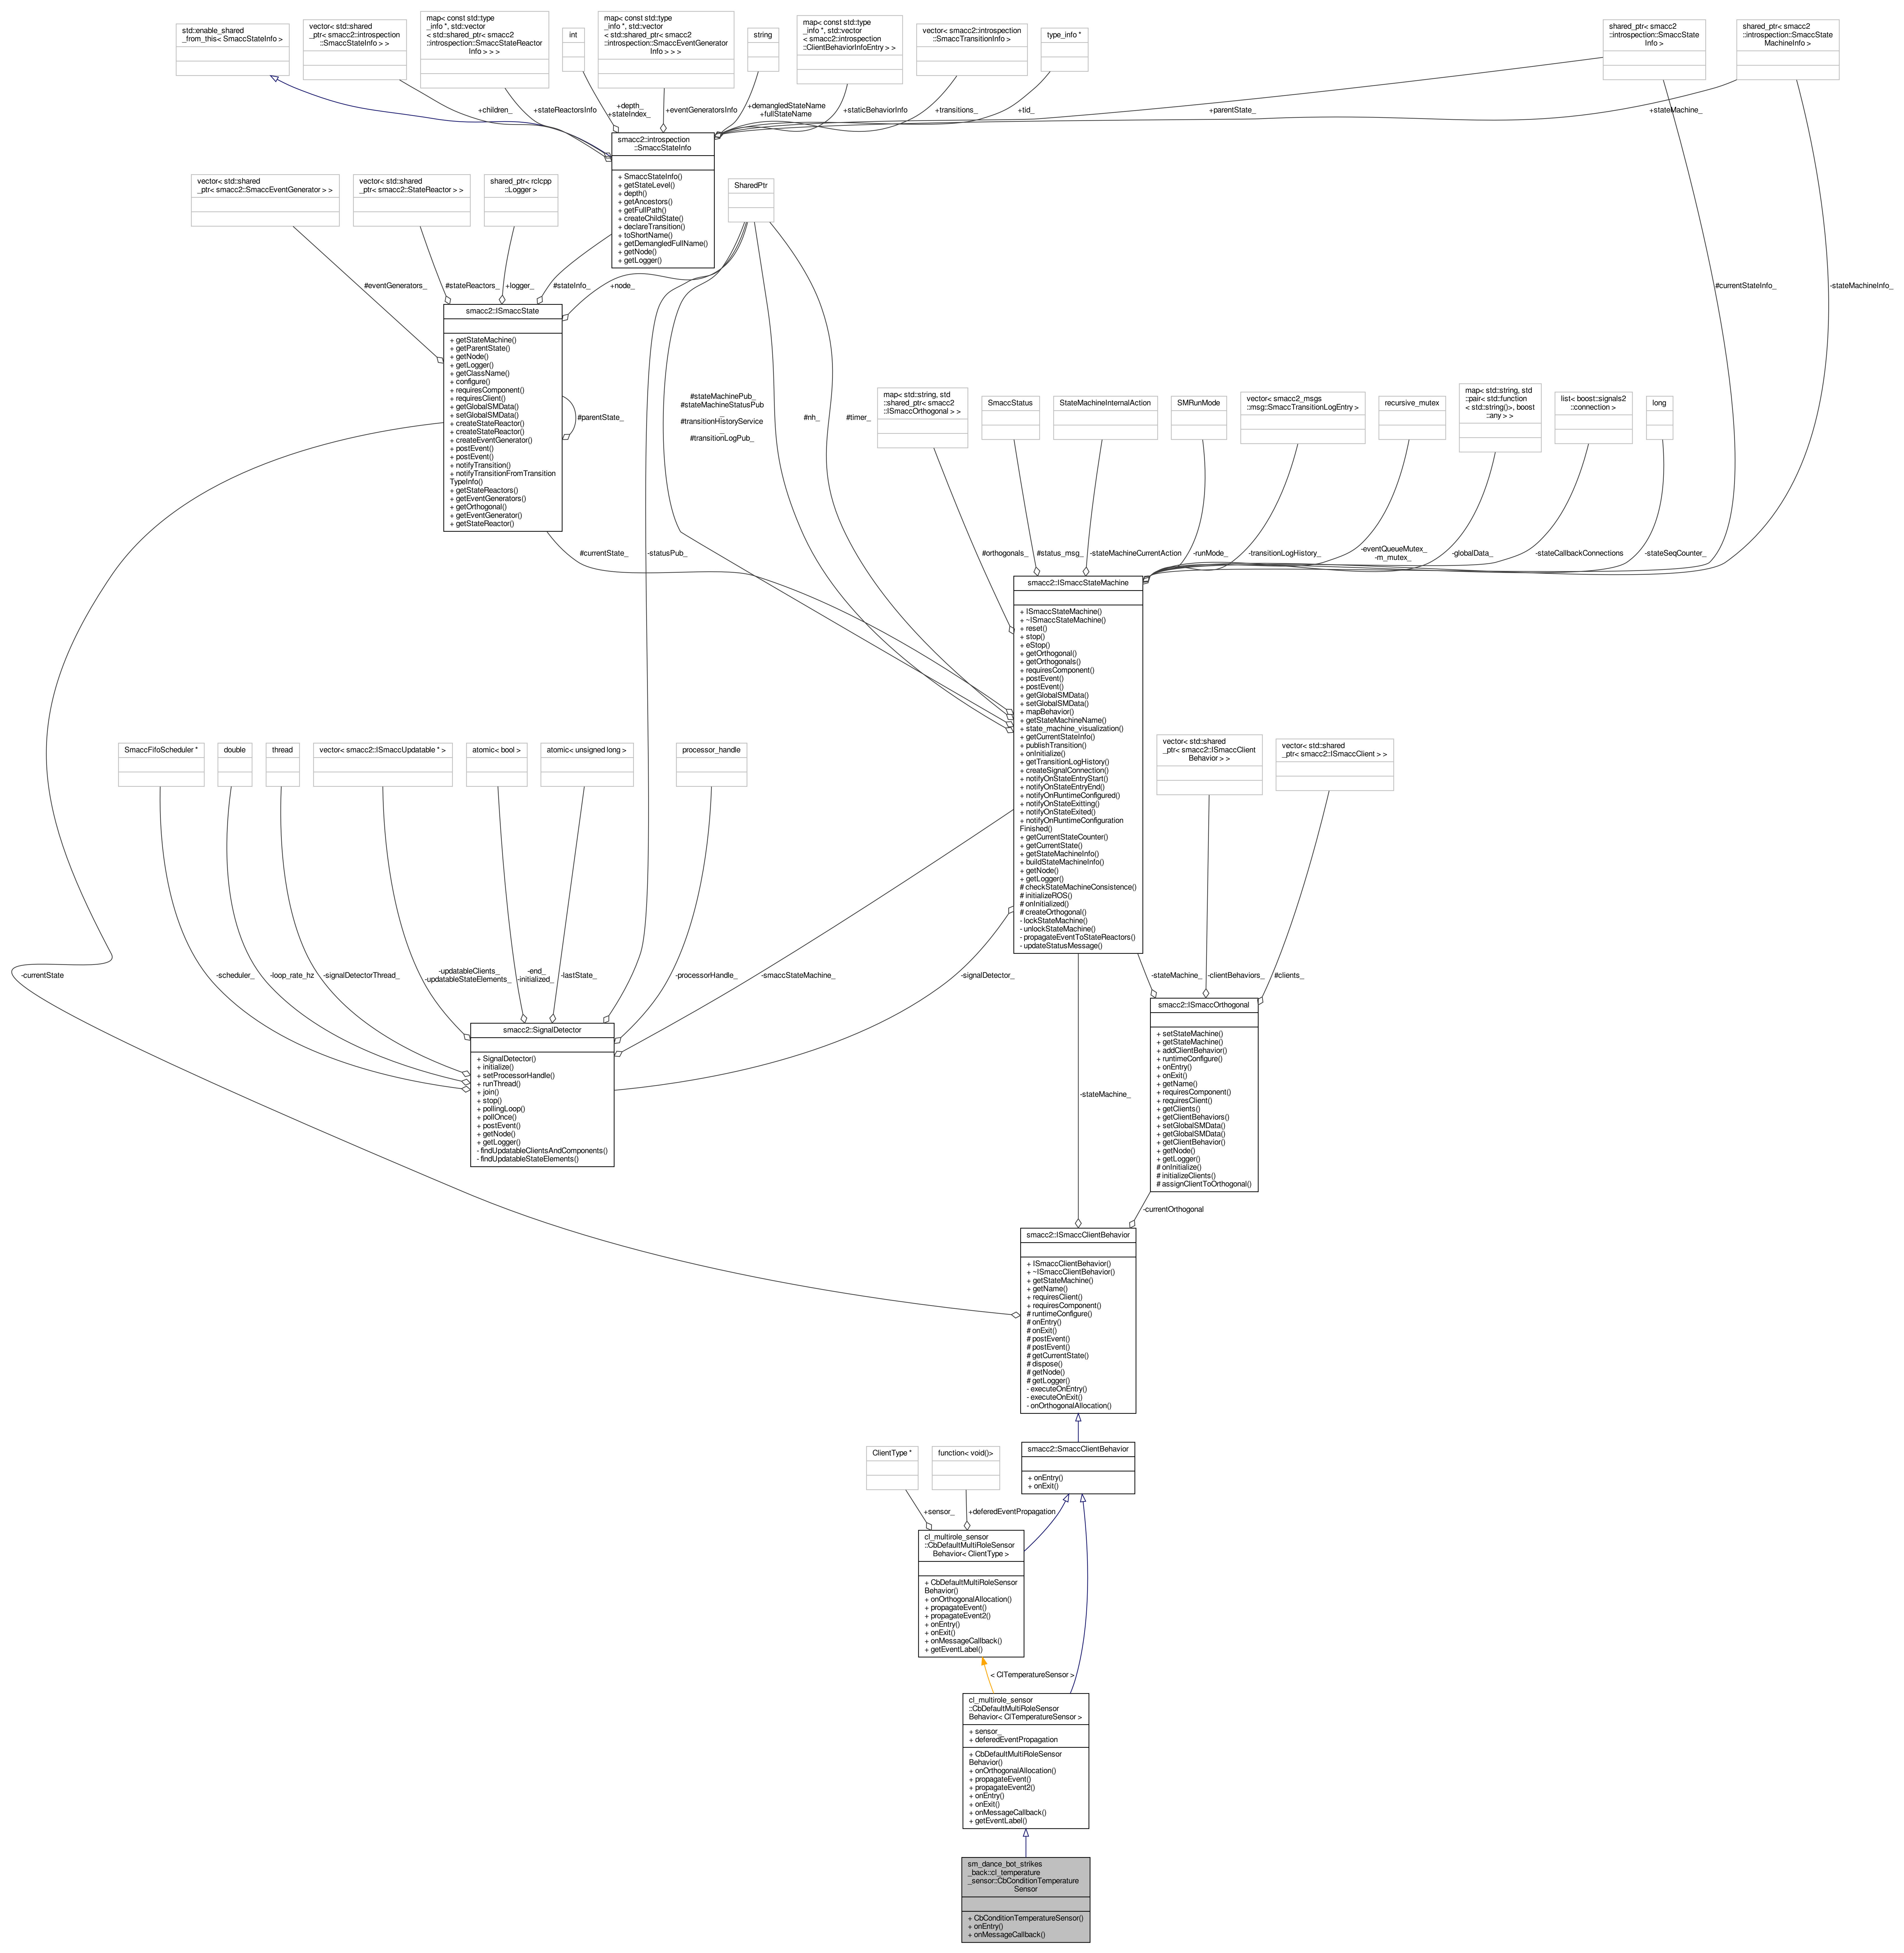 std::enable_shared
_from_this< SmaccStateInfo >
vector< std::shared
_ptr< smacc2::introspection
::SmaccStateInfo > >
map< const std::type
_info *, std::vector
< std::shared_ptr< smacc2
::introspection::SmaccStateReactor
Info > > >
int
map< const std::type
_info *, std::vector
< std::shared_ptr< smacc2
::introspection::SmaccEventGenerator
Info > > >
string
map< const std::type
_info *, std::vector
< smacc2::introspection
::ClientBehaviorInfoEntry > >
vector< smacc2::introspection
::SmaccTransitionInfo >
type_info *
shared_ptr< smacc2
::introspection::SmaccState
Info >
shared_ptr< smacc2
::introspection::SmaccState
MachineInfo >
+children_
+stateReactorsInfo
+depth_
+stateIndex_
+eventGeneratorsInfo
+demangledStateName
+fullStateName
+staticBehaviorInfo
+transitions_
+tid_
+parentState_
+stateMachine_
smacc2::introspection
::SmaccStateInfo
+ SmaccStateInfo()
+ getStateLevel()
+ depth()
+ getAncestors()
+ getFullPath()
+ createChildState()
+ declareTransition()
+ toShortName()
+ getDemangledFullName()
+ getNode()
+ getLogger()
vector< std::shared
_ptr< smacc2::SmaccEventGenerator > >
vector< std::shared
_ptr< smacc2::StateReactor > >
shared_ptr< rclcpp
::Logger >
SharedPtr
#eventGenerators_
#stateReactors_
+logger_
#stateInfo_
+node_
#currentStateInfo_
-stateMachineInfo_
smacc2::ISmaccState
+ getStateMachine()
+ getParentState()
+ getNode()
+ getLogger()
+ getClassName()
+ configure()
+ requiresComponent()
+ requiresClient()
+ getGlobalSMData()
+ setGlobalSMData()
+ createStateReactor()
+ createStateReactor()
+ createEventGenerator()
+ postEvent()
+ postEvent()
+ notifyTransition()
+ notifyTransitionFromTransition
TypeInfo()
+ getStateReactors()
+ getEventGenerators()
+ getOrthogonal()
+ getEventGenerator()
+ getStateReactor()
#parentState_
#stateMachinePub_
#stateMachineStatusPub
_
#transitionHistoryService
_
#transitionLogPub_
#nh_
#timer_
map< std::string, std
::shared_ptr< smacc2
::ISmaccOrthogonal > >
SmaccStatus
StateMachineInternalAction
SMRunMode
vector< smacc2_msgs
::msg::SmaccTransitionLogEntry >
recursive_mutex
map< std::string, std
::pair< std::function
< std::string()>, boost
::any > >
list< boost::signals2
::connection >
long
#currentState_
-statusPub_
#orthogonals_
#status_msg_
-stateMachineCurrentAction
-runMode_
-transitionLogHistory_
-eventQueueMutex_
-m_mutex_
-globalData_
-stateCallbackConnections
-stateSeqCounter_
smacc2::ISmaccStateMachine
+ ISmaccStateMachine()
+ ~ISmaccStateMachine()
+ reset()
+ stop()
+ eStop()
+ getOrthogonal()
+ getOrthogonals()
+ requiresComponent()
+ postEvent()
+ postEvent()
+ getGlobalSMData()
+ setGlobalSMData()
+ mapBehavior()
+ getStateMachineName()
+ state_machine_visualization()
+ getCurrentStateInfo()
+ publishTransition()
+ onInitialize()
+ getTransitionLogHistory()
+ createSignalConnection()
+ notifyOnStateEntryStart()
+ notifyOnStateEntryEnd()
+ notifyOnRuntimeConfigured()
+ notifyOnStateExitting()
+ notifyOnStateExited()
+ notifyOnRuntimeConfiguration
Finished()
+ getCurrentStateCounter()
+ getCurrentState()
+ getStateMachineInfo()
+ buildStateMachineInfo()
+ getNode()
+ getLogger()
# checkStateMachineConsistence()
# initializeROS()
# onInitialized()
# createOrthogonal()
- lockStateMachine()
- unlockStateMachine()
- propagateEventToStateReactors()
- updateStatusMessage()
SmaccFifoScheduler *
double
thread
vector< smacc2::ISmaccUpdatable * >
atomic< bool >
atomic< unsigned long >
processor_handle
vector< std::shared
_ptr< smacc2::ISmaccClient
Behavior > >
vector< std::shared
_ptr< smacc2::ISmaccClient > >
-currentState
-scheduler_
-loop_rate_hz
-signalDetectorThread_
-updatableClients_
-updatableStateElements_
-end_
-initialized_
-lastState_
-processorHandle_
-smaccStateMachine_
-signalDetector_
-stateMachine_
-clientBehaviors_
#clients_
smacc2::SignalDetector
+ SignalDetector()
+ initialize()
+ setProcessorHandle()
+ runThread()
+ join()
+ stop()
+ pollingLoop()
+ pollOnce()
+ postEvent()
+ getNode()
+ getLogger()
- findUpdatableClientsAndComponents()
- findUpdatableStateElements()
smacc2::ISmaccOrthogonal
+ setStateMachine()
+ getStateMachine()
+ addClientBehavior()
+ runtimeConfigure()
+ onEntry()
+ onExit()
+ getName()
+ requiresComponent()
+ requiresClient()
+ getClients()
+ getClientBehaviors()
+ setGlobalSMData()
+ getGlobalSMData()
+ getClientBehavior()
+ getNode()
+ getLogger()
# onInitialize()
# initializeClients()
# assignClientToOrthogonal()
-stateMachine_
-currentOrthogonal
smacc2::ISmaccClientBehavior
+ ISmaccClientBehavior()
+ ~ISmaccClientBehavior()
+ getStateMachine()
+ getName()
+ requiresClient()
+ requiresComponent()
# runtimeConfigure()
# onEntry()
# onExit()
# postEvent()
# postEvent()
# getCurrentState()
# dispose()
# getNode()
# getLogger()
- executeOnEntry()
- executeOnExit()
- onOrthogonalAllocation()
ClientType *
function< void()>
smacc2::SmaccClientBehavior
+ onEntry()
+ onExit()
+sensor_
+deferedEventPropagation
cl_multirole_sensor
::CbDefaultMultiRoleSensor
Behavior< ClientType >
+ CbDefaultMultiRoleSensor
Behavior()
+ onOrthogonalAllocation()
+ propagateEvent()
+ propagateEvent2()
+ onEntry()
+ onExit()
+ onMessageCallback()
+ getEventLabel()
< ClTemperatureSensor >
cl_multirole_sensor
::CbDefaultMultiRoleSensor
Behavior< ClTemperatureSensor >
+ sensor_
+ deferedEventPropagation
+ CbDefaultMultiRoleSensor
Behavior()
+ onOrthogonalAllocation()
+ propagateEvent()
+ propagateEvent2()
+ onEntry()
+ onExit()
+ onMessageCallback()
+ getEventLabel()
sm_dance_bot_strikes
_back::cl_temperature
_sensor::CbConditionTemperature
Sensor
+ CbConditionTemperatureSensor()
+ onEntry()
+ onMessageCallback()